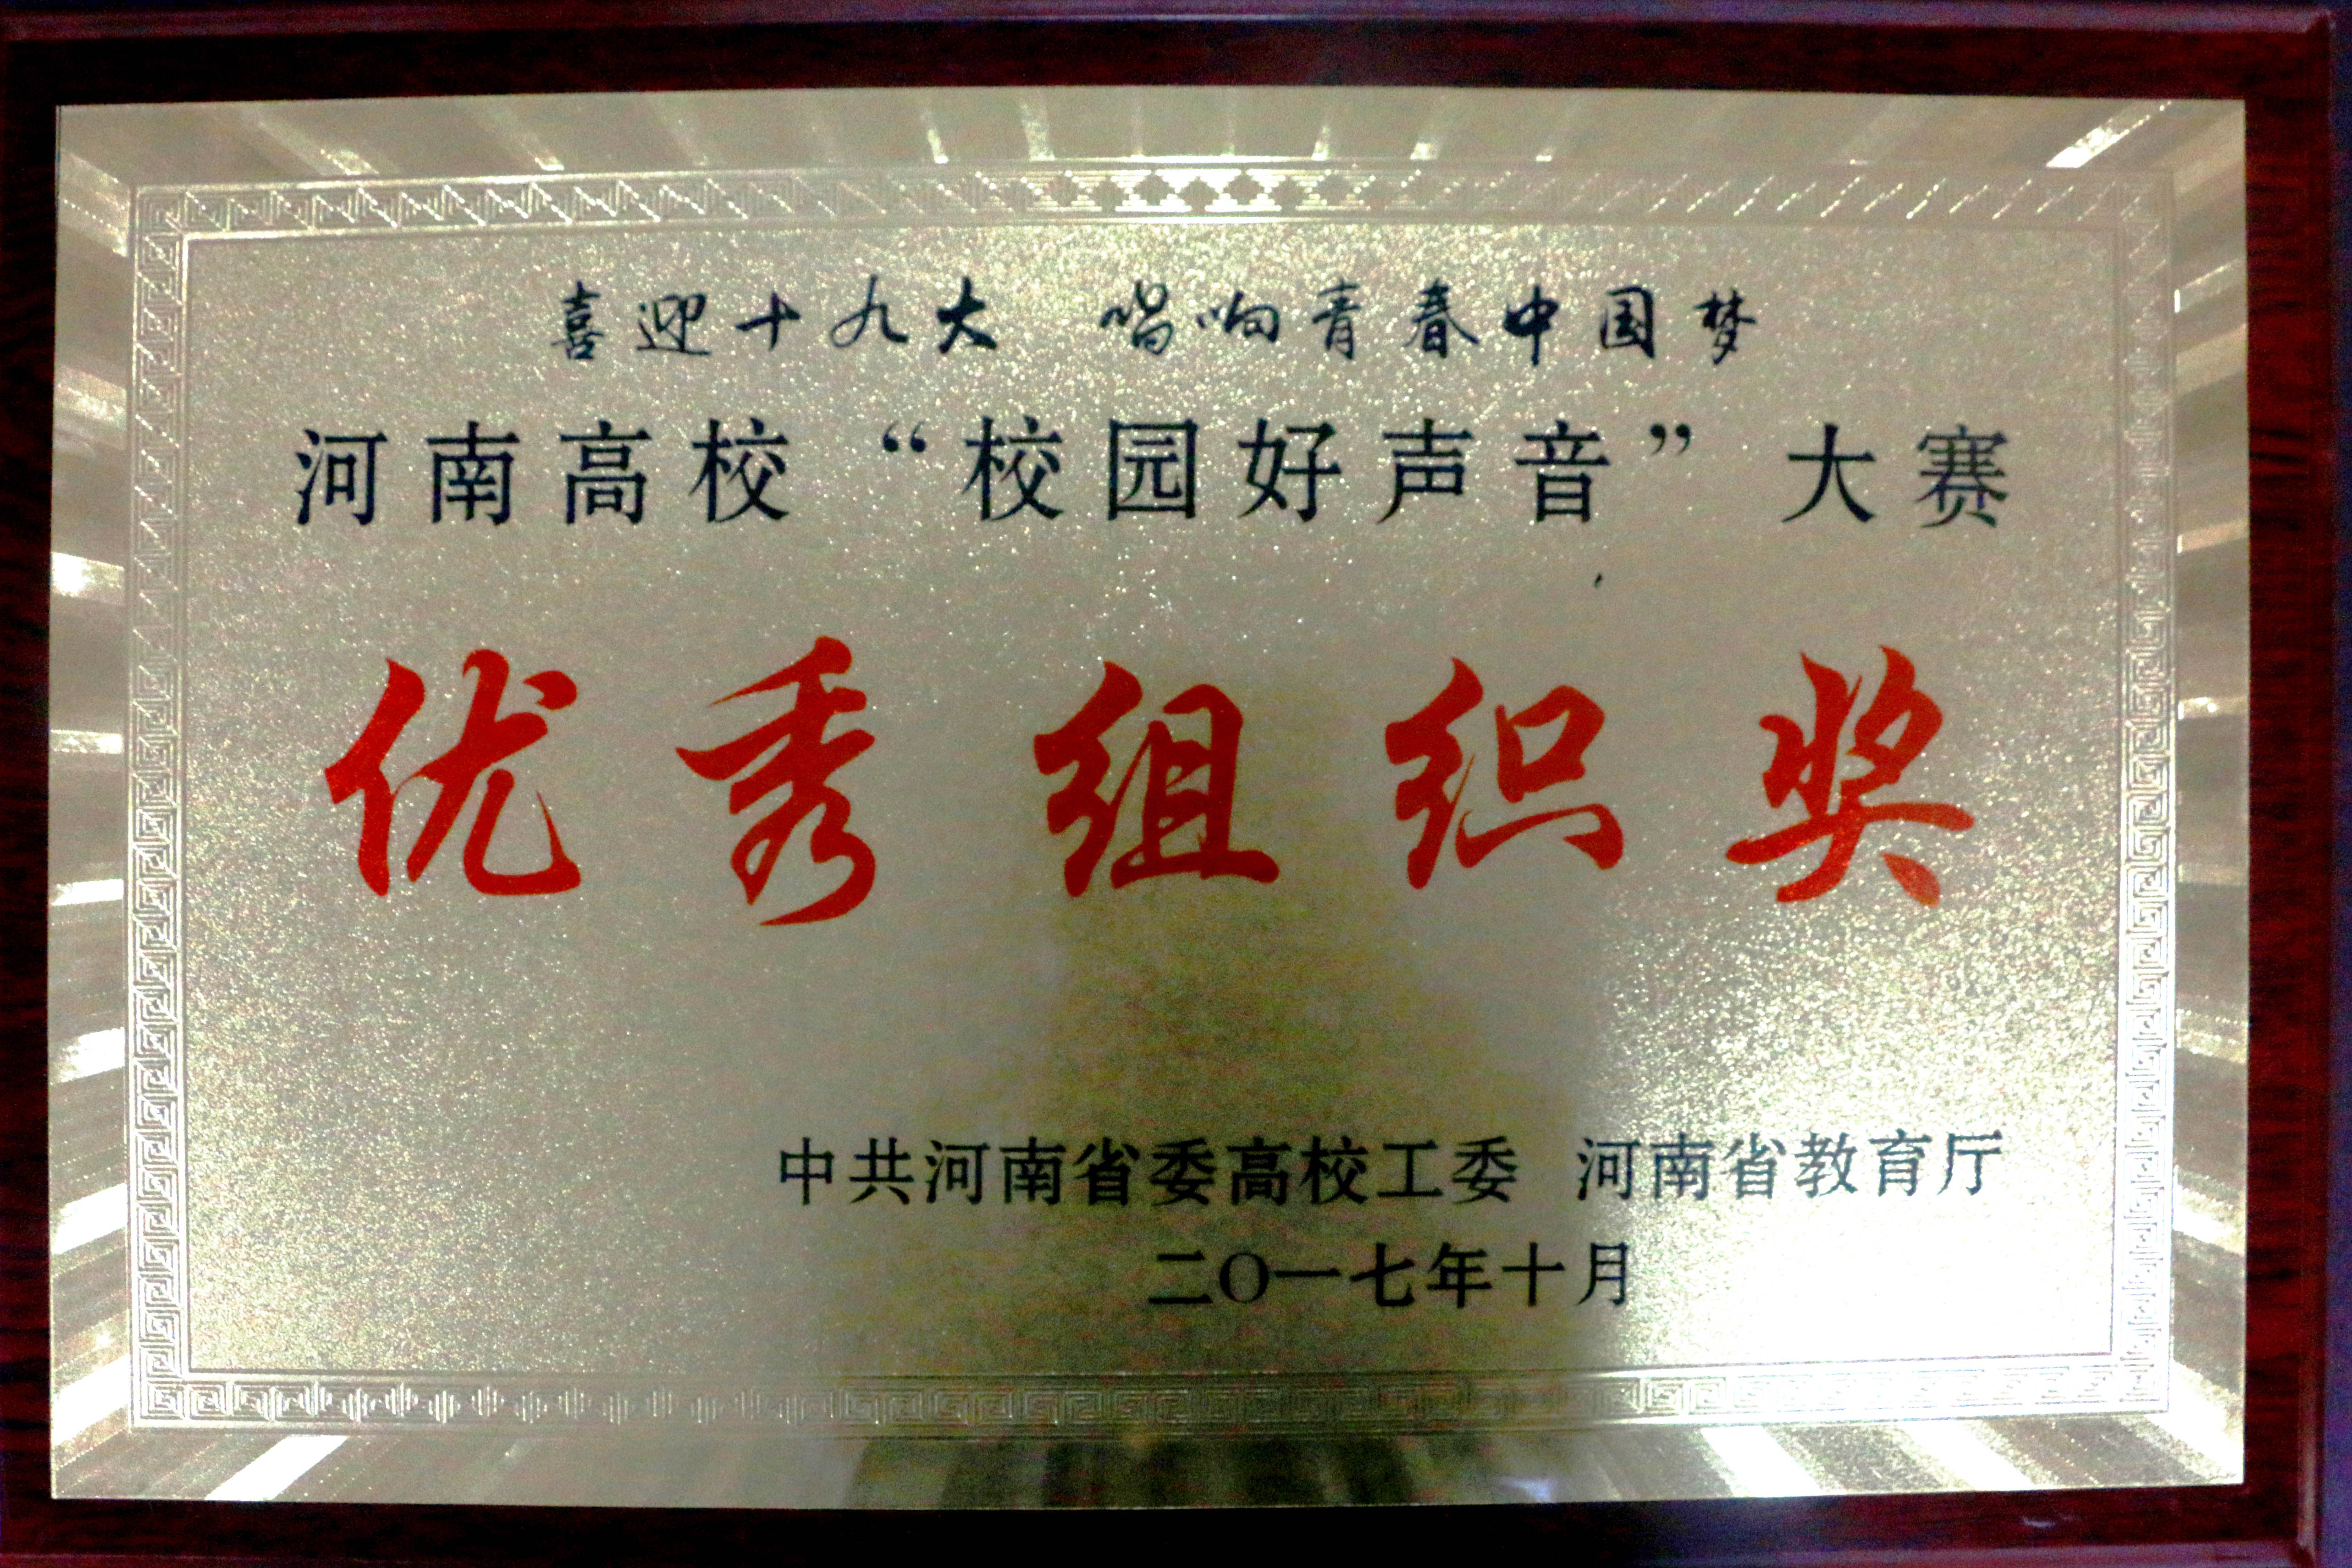 喜迎十九大 唱响青春中国梦
河南高校“校园好声音”大赛
优秀组织奖
中共河南省委高校工委 河南省教育厅
二〇一七年十月